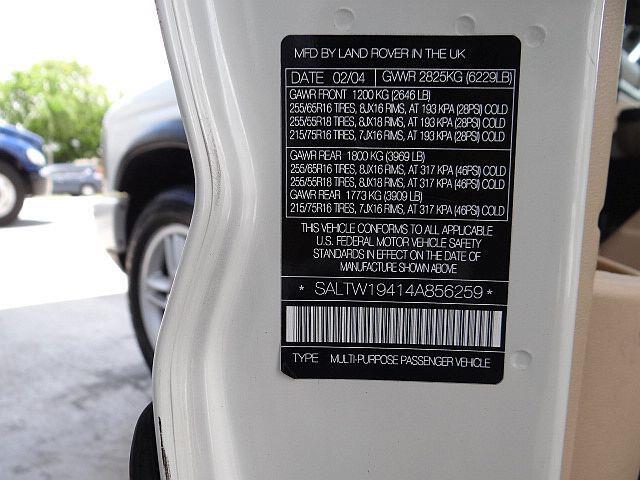 MFD BY LAND ROVER IN THE UK
DATE 02/04 GVWR 2825KG (6229LB)
GAWR FRONT 1200 KG (2646 LB)
255/65R16 TIRES, 8JX16 RIMS, AT 193 KPA (28PSI) COLD
255/55R18 TIRES, 8JX18 RIMS, AT 193 KPA (28PSI) COLD
215/75R16 TIRES, 7JX16 RIMS, AT 193 KPA (28PSI) COLD
GAWR REAR 1800 KG (3969 LB)
255/65R16 TIRES, 8JX16 RIMS, AT 317 KPA (46PSI) COLD
255/55R18 TIRES, 8JX18 RIMS, AT 317 KPA (46PSI) COLD
GAWR REAR 1773 KG (3909 LB)
215/75R16 TIRES, 7JX16 RIMS, AT 317 KPA (46PSI) COLD
THIS VEHICLE CONFORMS TO ALL APPLICABLE
U.S. FEDERAL MOTOR VEHICLE SAFETY
STANDARDS IN EFFECT ON THE DATE OF
MANUFACTURE SHOWN ABOVE
* SALTW19414A856259 *
TYPE MULTI-PURPOSE PASSENGER VEHICLE